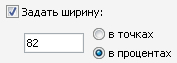 Задать ширину:
в точках
82
в процентах